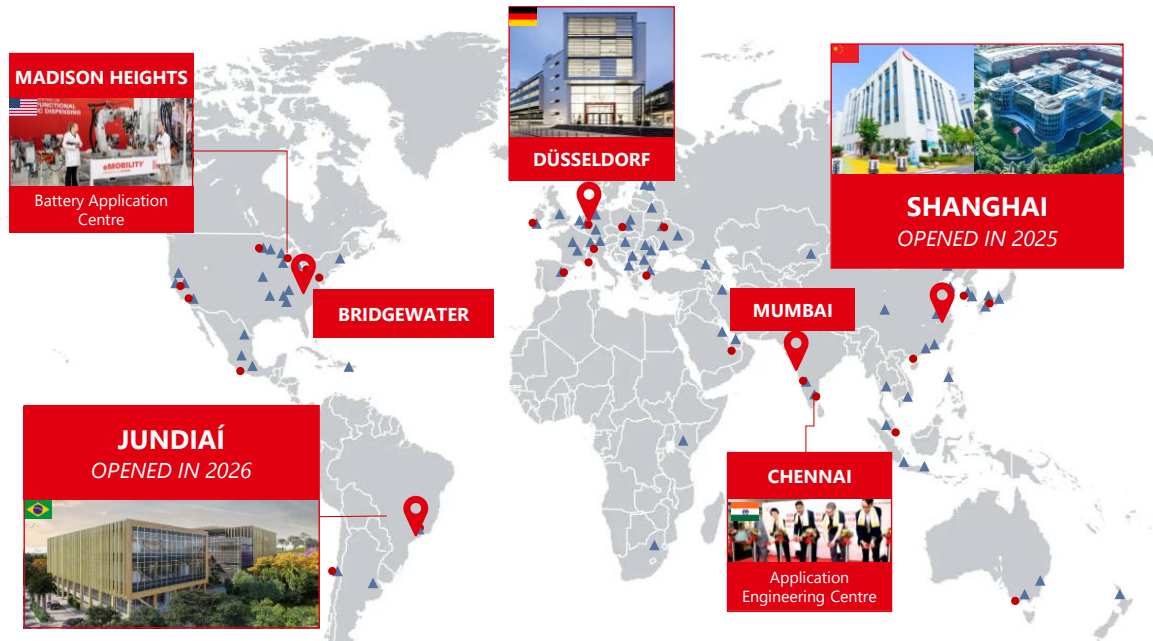 MADISON HEIGHTS
FUNCTIONAL
DISPENSING
eMOBILITY
Battery Application
Centre
DÜSSELDORF
SHANGHAI
OPENED IN 2025
BRIDGEWATER
MUMBAI
JUNDIAÍ
OPENED IN 2026
CHENNAI
Application
Engineering Centre